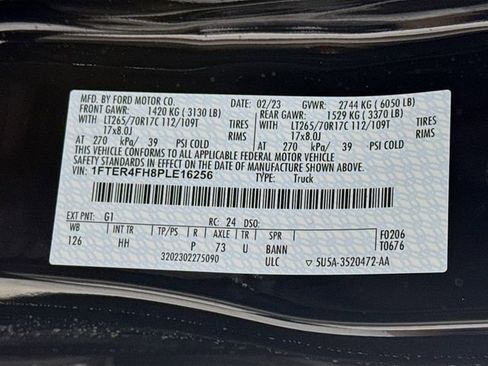 MFD. BY FORD MOTOR CO. DATE: 02/23 GVWR: 2744 KG ( 6050 LB)
FRONT GAWR: 1420 KG ( 3130 LB) REAR GAWR: 1529 KG ( 3370 LB)
WITH LT265/70R17C 112/109T TIRES WITH LT265/70R17C 112/109T
17x8.0J RIMS 17x8.0J
AT 270 kPa/ 39 PSI COLD AT 270 kPa/ 39 PSI COLD
THIS VEHICLE CONFORMS TO ALL APPLICABLE FEDERAL MOTOR VEHICLE
SAFETY STANDARDS IN EFFECT ON THE DATE OF MANUFACTURE SHOWN ABOVE.
VIN: 1FTER4FH8PLE16256 TYPE: Truck
EXT PNT: G1 RC: 24 DSO: F0206
WB INT TR TP/PS R AXLE TR SPR T0676
126 HH P 73 U BANN
3202302275090 ULC 5U5A-3520472-AA